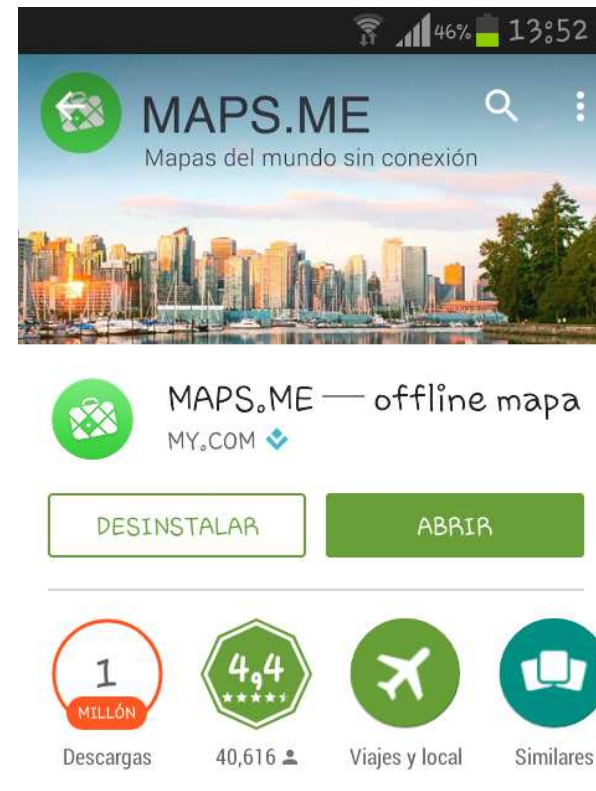 46% 13:52
MAPS.ME
Mapas del mundo sin conexión
MAPS.ME — offline mapa
MY.COM
DESINSTALAR ABRIR
1 4,4
MILLÓN
Descargas 40,616 Viajes y local Similares